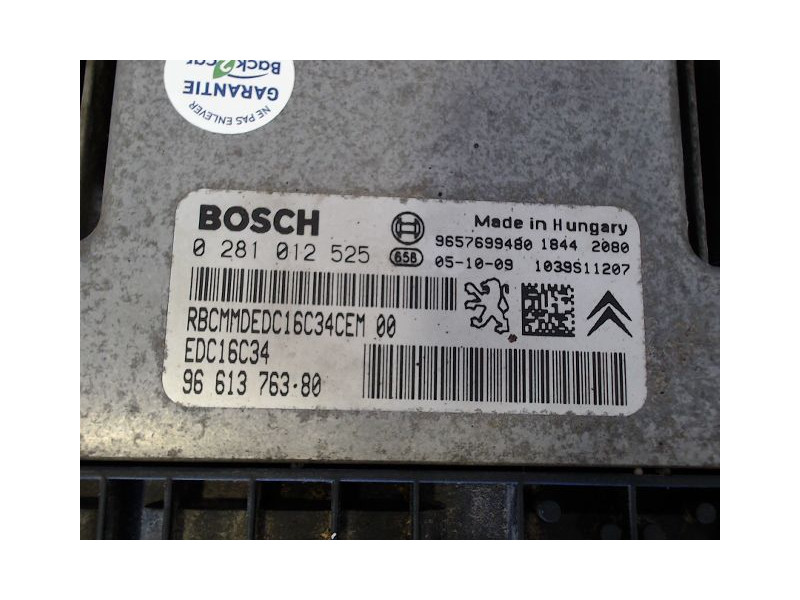 Back2car
GARANTIE
NE PAS ENLEVER
BOSCH
Made in Hungary
0 281 012 525
658
9657699480 1844 2080
05-10-09 1039S11207
RBCMMDEDC16C34CEM 00
EDC16C34
96 613 763·80